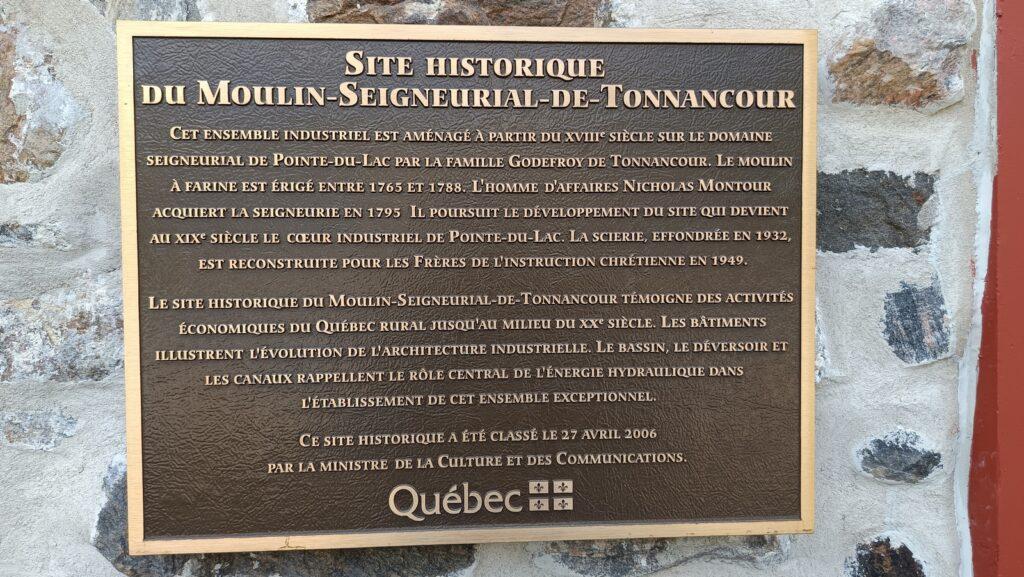 Site historique
du Moulin-Seigneurial-de-Tonnancour
Cet ensemble industriel est aménagé à partir du XVIIIe siècle sur le domaine
seigneurial de Pointe-du-Lac par la famille Godefroy de Tonnancour. Le moulin
à farine est érigé entre 1765 et 1788. L'homme d'affaires Nicholas Montour
acquiert la seigneurie en 1795 Il poursuit le développement du site qui devient
au XIXe siècle le cœur industriel de Pointe-du-Lac. La scierie, effondrée en 1932,
est reconstruite pour les Frères de l'instruction chrétienne en 1949.
Le site historique du Moulin-Seigneurial-de-Tonnancour témoigne des activités
économiques du Québec rural jusqu'au milieu du XXe siècle. Les bâtiments
illustrent l'évolution de l'architecture industrielle. Le bassin, le déversoir et
les canaux rappellent le rôle central de l'énergie hydraulique dans
l'établissement de cet ensemble exceptionnel.
Ce site historique a été classé le 27 avril 2006
par la ministre de la Culture et des Communications.
Québec